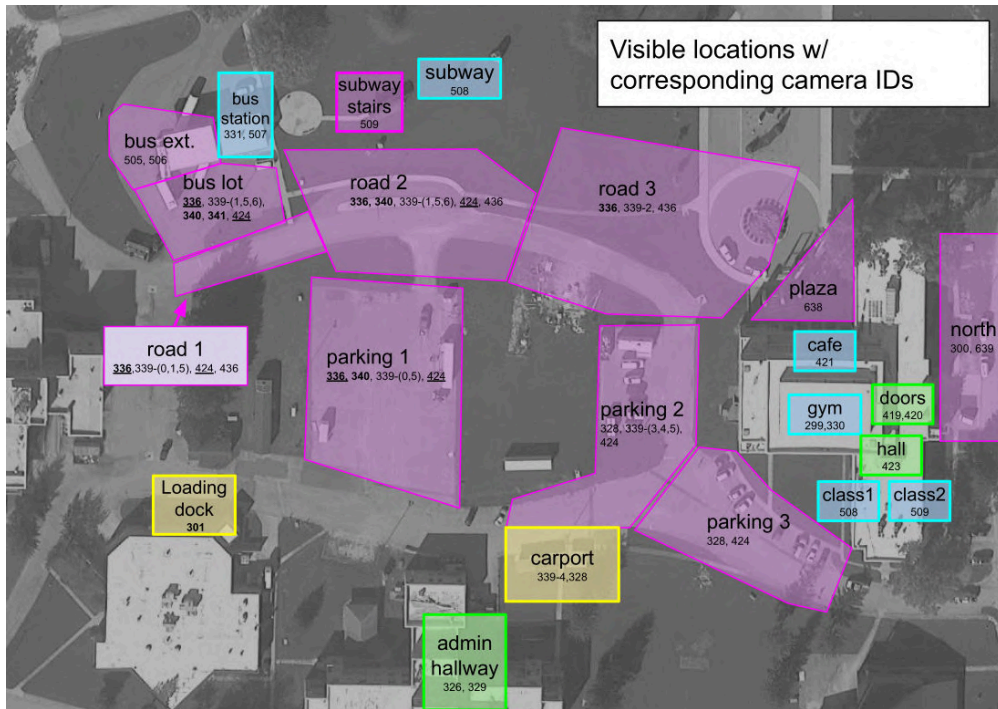 Visible locations w/
corresponding camera IDs
subway
508
subway
stairs
509
bus
station
331, 507
bus ext.
505, 506
bus lot
336, 339-(1,5,6),
340, 341, 424
road 2
336, 340, 339-(1,5,6), 424, 436
road 3
336, 339-2, 436
plaza
638
north
300, 639
road 1
336,339-(0,1,5), 424, 436
parking 1
336, 340, 339-(0,5), 424
cafe
421
parking 2
328, 339-(3,4,5),
424
gym
299,330
doors
419,420
hall
423
class1
508
class2
509
Loading
dock
301
parking 3
328, 424
carport
339-4,328
admin
hallway
326, 329